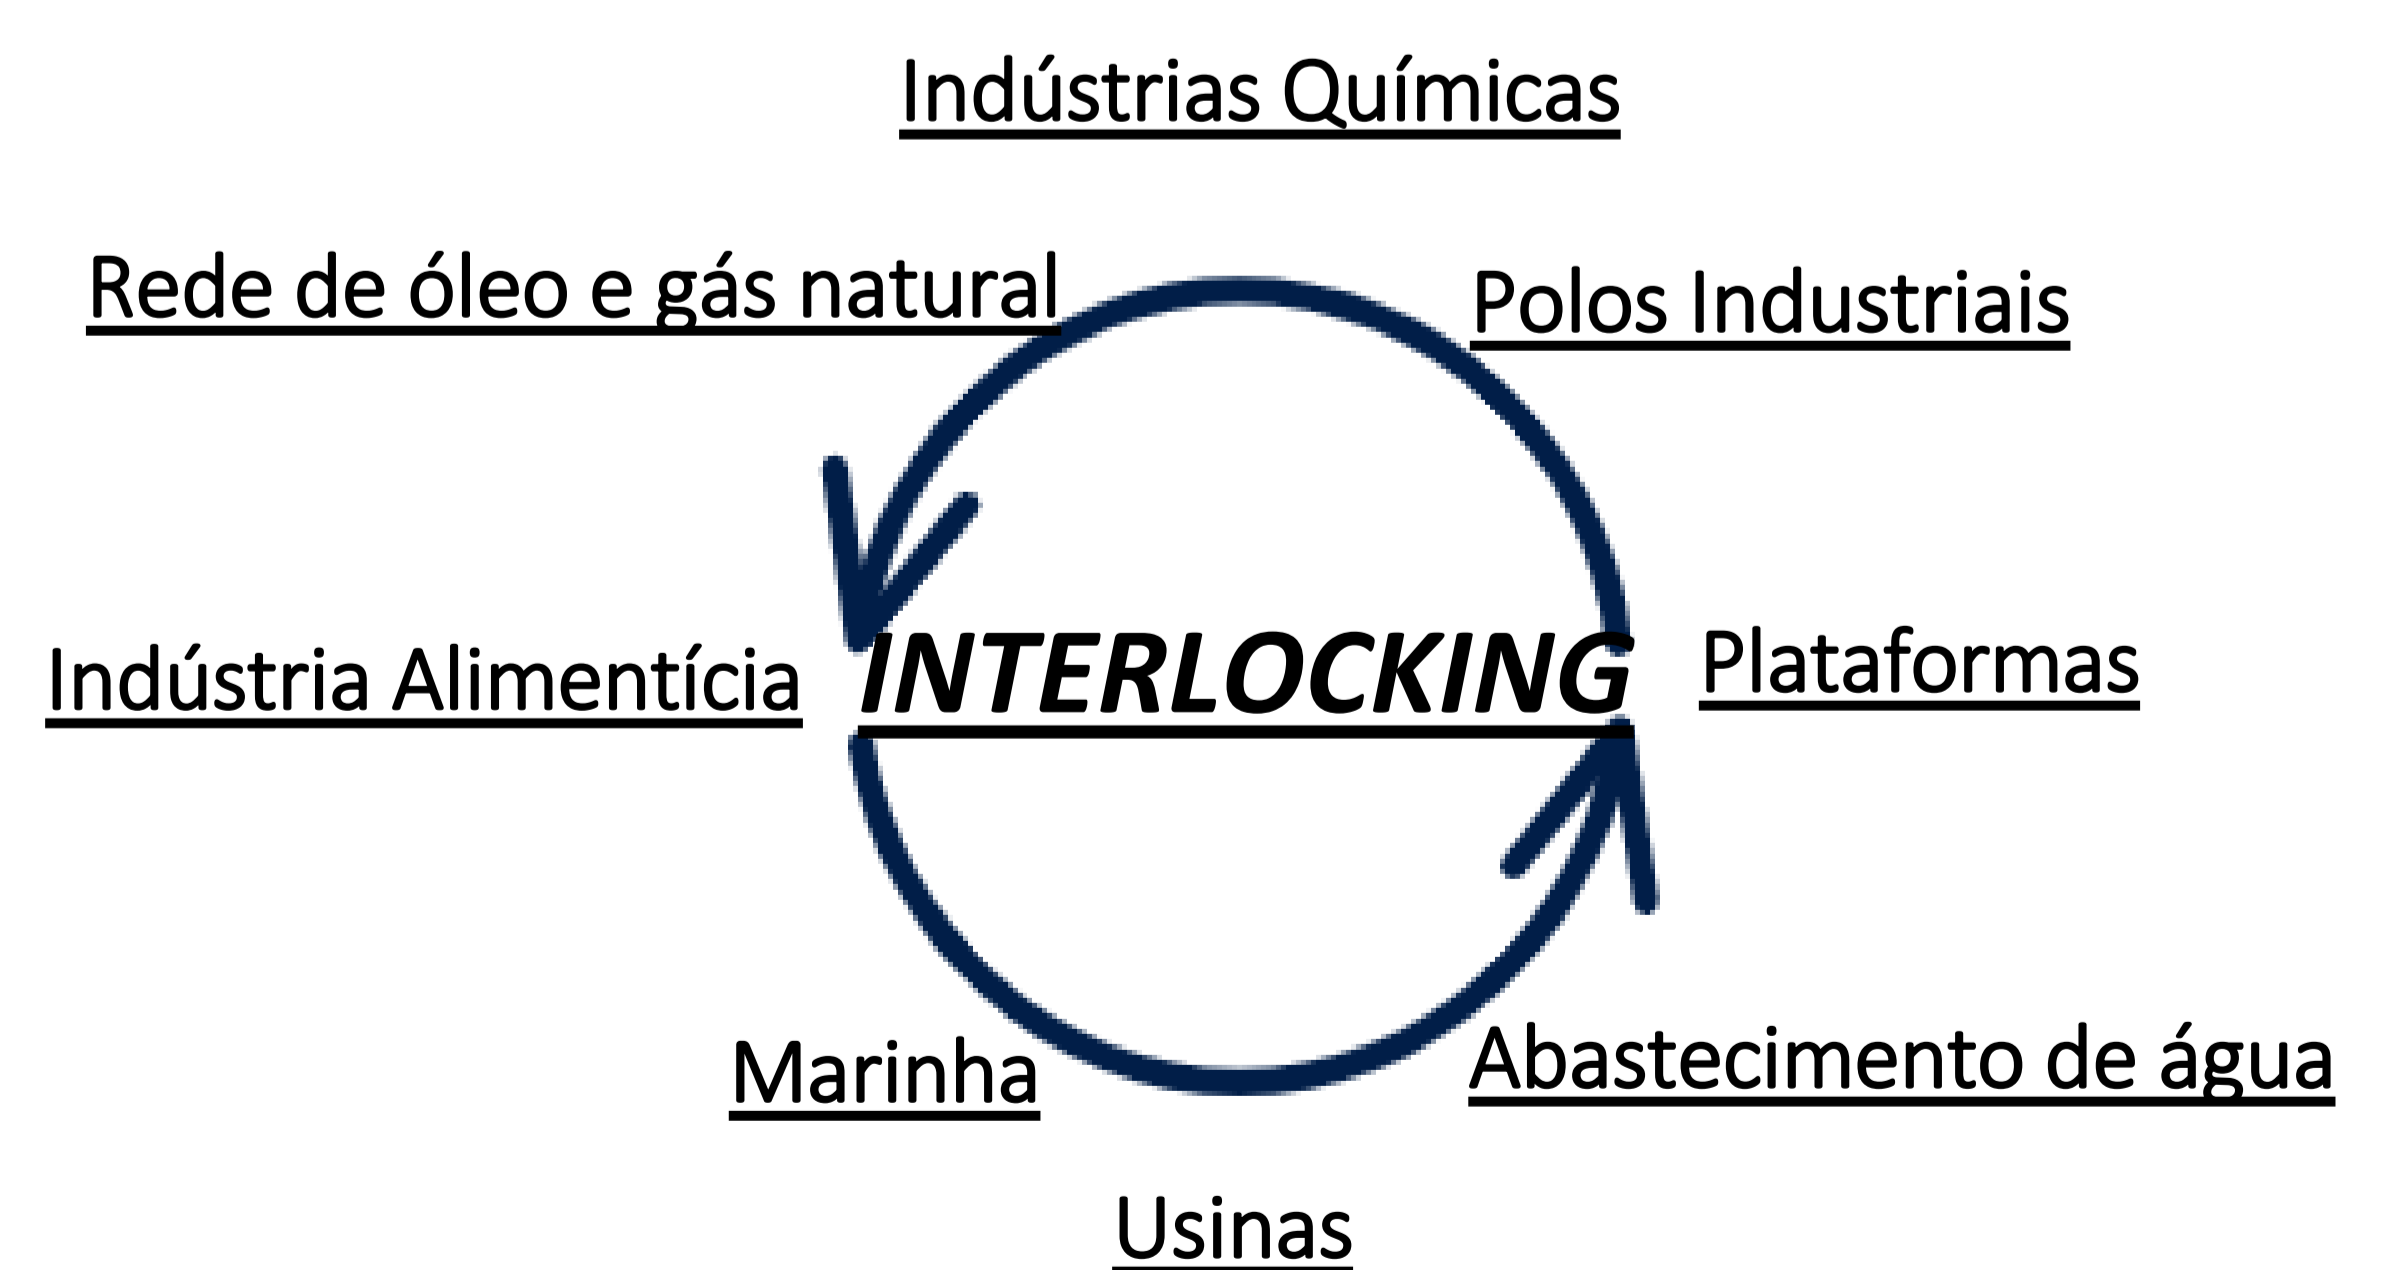 Indústrias Químicas
Rede de óleo e gás natural
Polos Industriais
Indústria Alimentícia
INTERLOCKING
Plataformas
Marinha
Abastecimento de água
Usinas